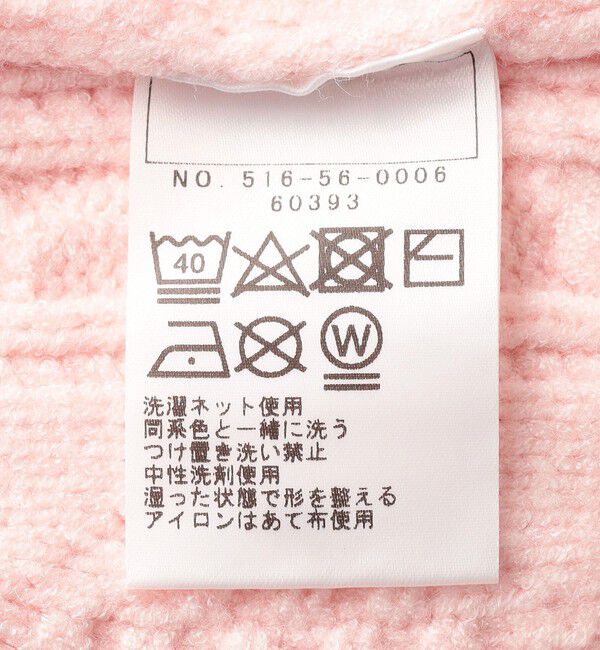 NO. 516-56-0006
60393
40
W
洗濯ネット使用
同系色と一緒に洗う
つけ置き洗い禁止
中性洗剤使用
湿った状態で形を整える
アイロンはあて布使用